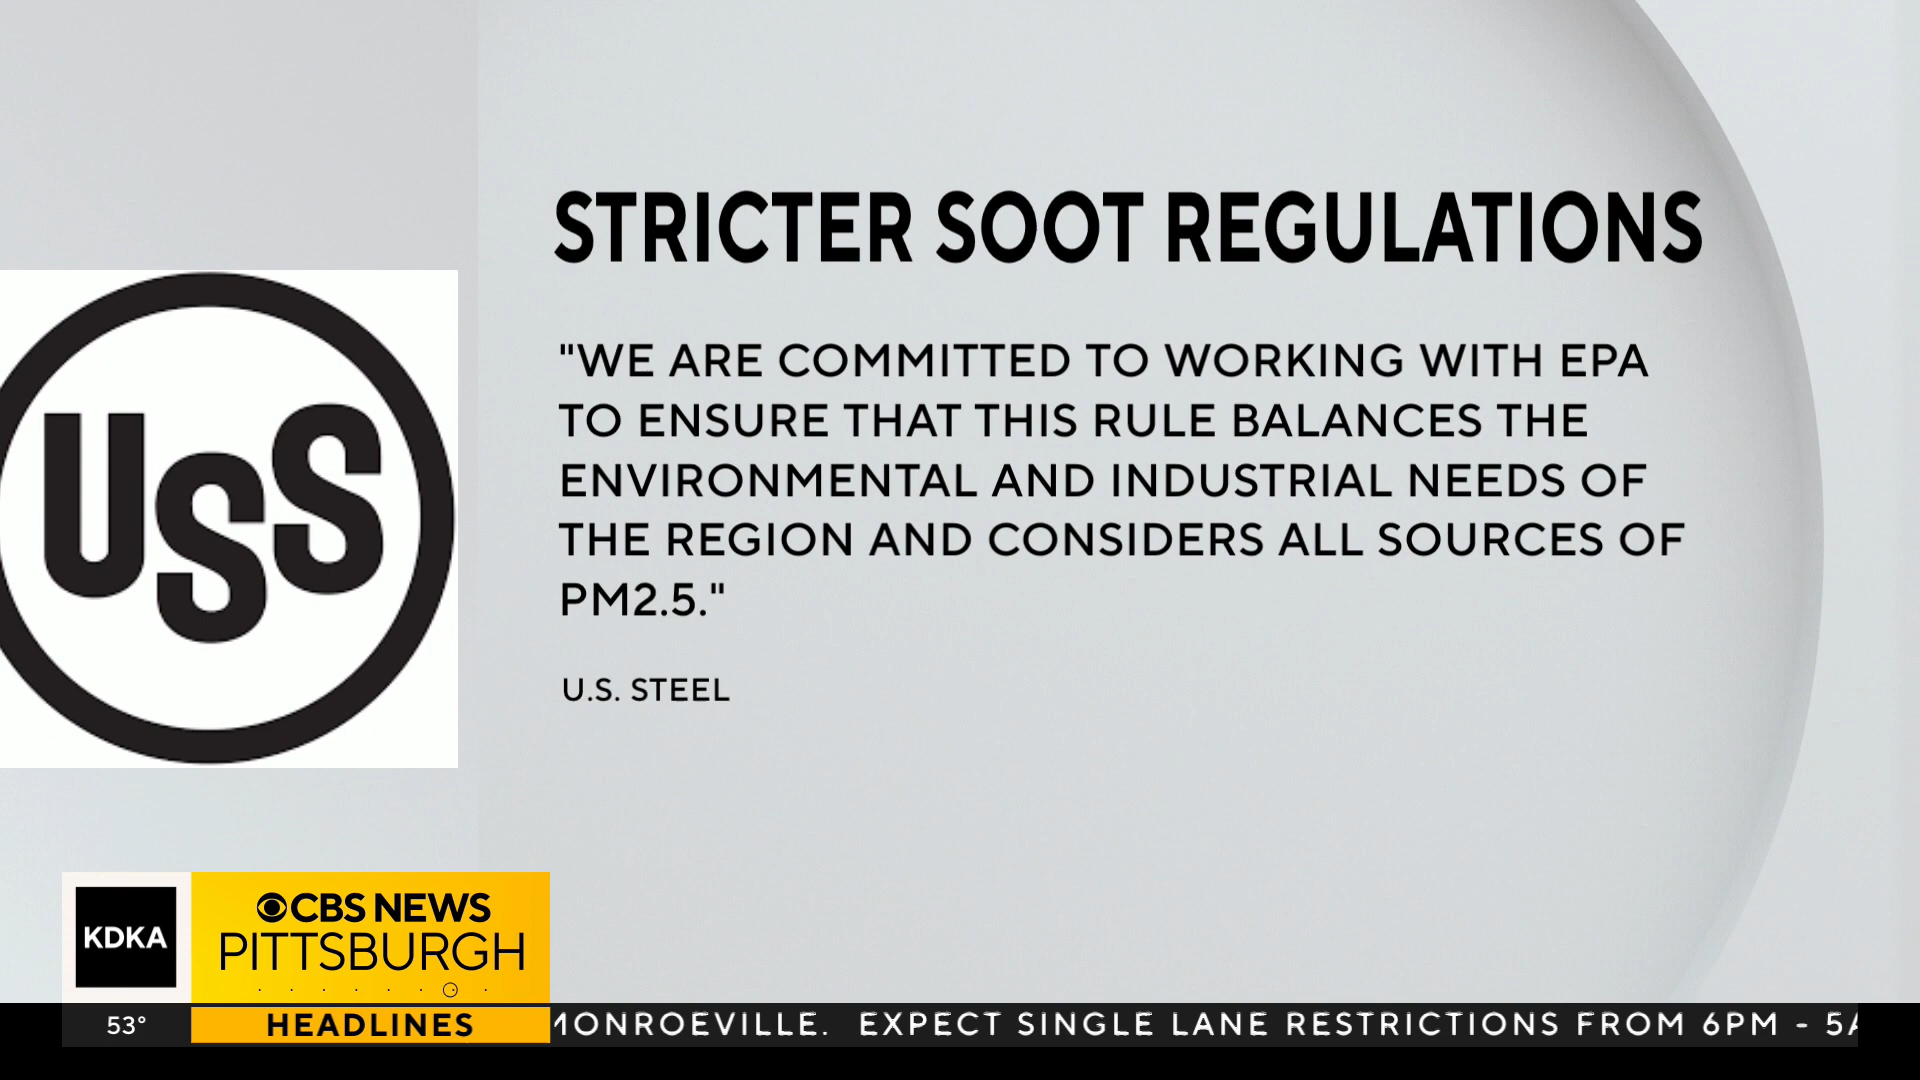 STRICTER SOOT REGULATIONS
"WE ARE COMMITTED TO WORKING WITH EPA
TO ENSURE THAT THIS RULE BALANCES THE
ENVIRONMENTAL AND INDUSTRIAL NEEDS OF
THE REGION AND CONSIDERS ALL SOURCES OF
PM2.5."
U.S. STEEL
USS
KDKA
CBS NEWS
PITTSBURGH
53°
HEADLINES
MONROEVILLE. EXPECT SINGLE LANE RESTRICTIONS FROM 6PM - 5A